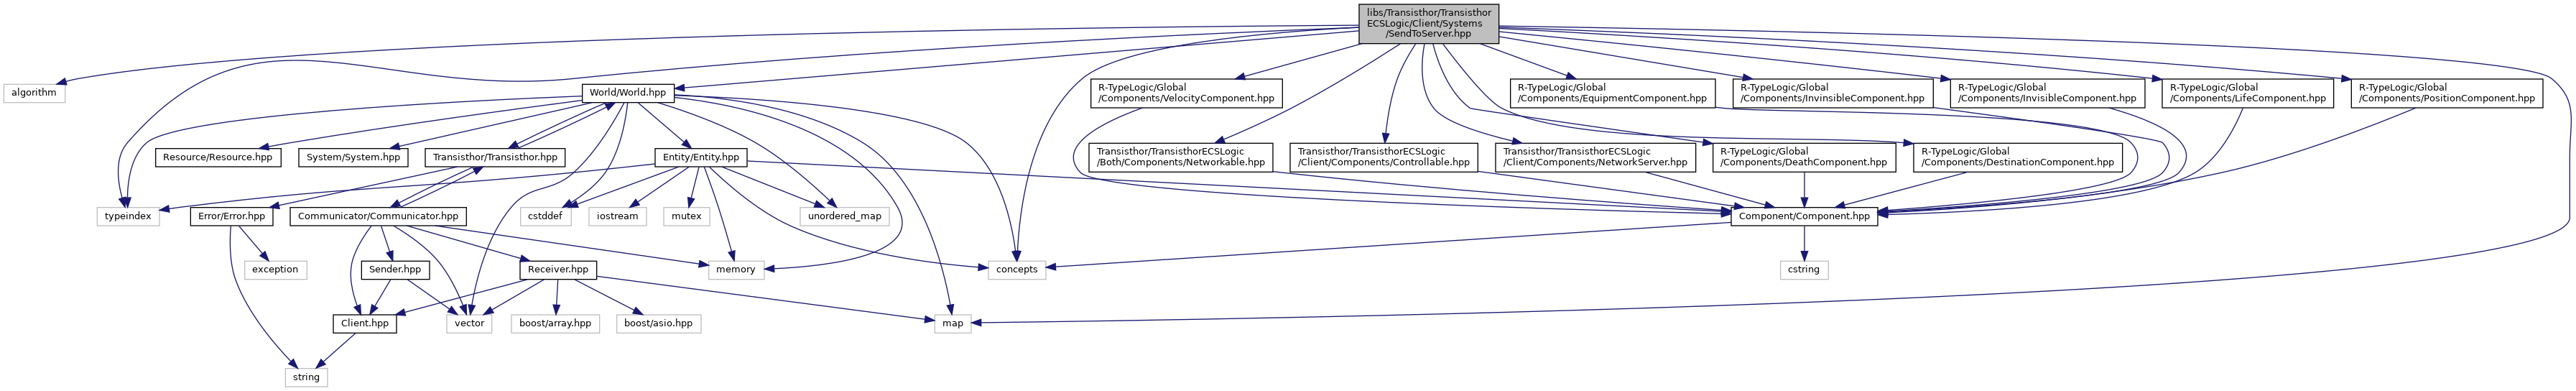 libs/Transisthor/Transisthor
ECSLogic/Client/Systems
/SendToServer.hpp
algorithm
World/World.hpp
R-TypeLogic/Global
/Components/VelocityComponent.hpp
R-TypeLogic/Global
/Components/EquipmentComponent.hpp
R-TypeLogic/Global
/Components/InvinsibleComponent.hpp
R-TypeLogic/Global
/Components/InvisibleComponent.hpp
R-TypeLogic/Global
/Components/LifeComponent.hpp
R-TypeLogic/Global
/Components/PositionComponent.hpp
Resource/Resource.hpp
System/System.hpp
Transisthor/Transisthor.hpp
Entity/Entity.hpp
Transisthor/TransisthorECSLogic
/Both/Components/Networkable.hpp
Transisthor/TransisthorECSLogic
/Client/Components/Controllable.hpp
Transisthor/TransisthorECSLogic
/Client/Components/NetworkServer.hpp
R-TypeLogic/Global
/Components/DeathComponent.hpp
R-TypeLogic/Global
/Components/DestinationComponent.hpp
typeindex
Error/Error.hpp
Communicator/Communicator.hpp
cstddef
iostream
mutex
unordered_map
Component/Component.hpp
exception
Sender.hpp
Receiver.hpp
memory
concepts
cstring
Client.hpp
vector
boost/array.hpp
boost/asio.hpp
map
string